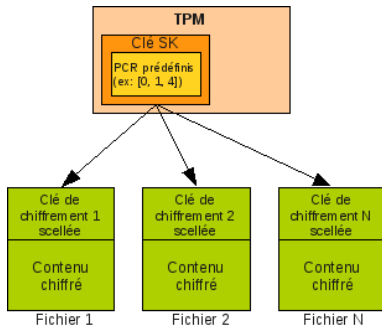 TPM
Clé SK
PCR prédéfinis
(ex: [0, 1, 4])
Clé de
chiffrement 1
scellée
Contenu
chiffré
Fichier 1
Clé de
chiffrement 2
scellée
Contenu
chiffré
Fichier 2
Clé de
chiffrement N
scellée
Contenu
chiffré
Fichier N